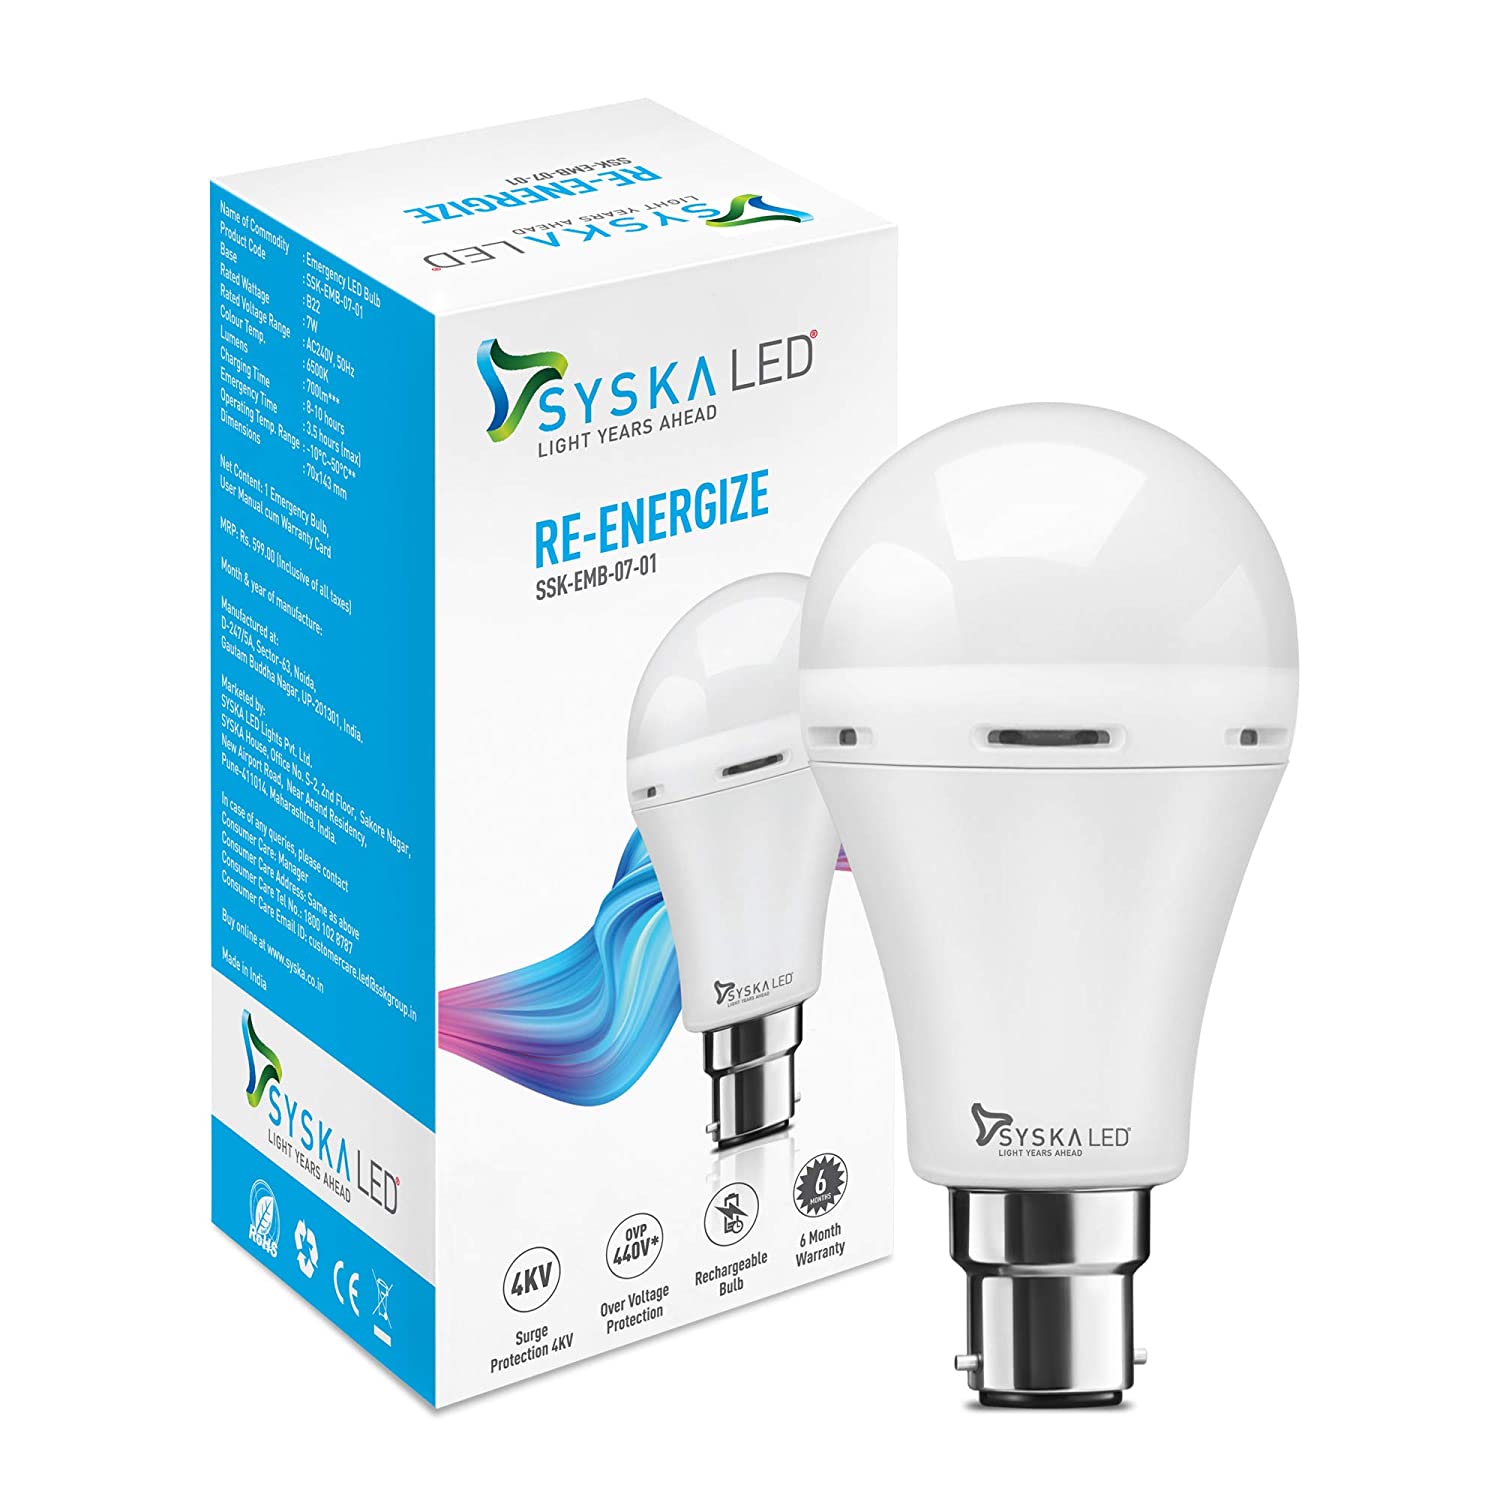 SSK-EMB-07-01
RE-ENERGIZE
LIGHT YEARS AHEAD
SYSKA LED®
Name of Commodity : Emergency LED Bulb
Product Code : SSK-EMB-07-01
Base : B22
Rated Wattage : 7W
Rated Voltage Range : AC240V, 50Hz
Colour Temp. : 6500K
Lumens : 700lm***
Charging Time : 8-10 hours
Emergency Time : 3.5 hours (max)
Operating Temp. Range : -10°C~50°C**
Dimensions : 70x143 mm
Net Content: 1 Emergency Bulb,
User Manual cum Warranty Card
MRP: Rs. 599.00 (Inclusive of all taxes)
Month & year of manufacture:
Manufactured at:
D-247/5A, Sector-63, Noida,
Gautam Buddha Nagar, UP-201301, India.
Marketed by:
SYSKA LED Lights Pvt. Ltd.
SYSKA House, Office No. S-2, 2nd Floor, Sakore Nagar,
New Airport Road, Near Anand Residency,
Pune-411014, Maharashtra. India.
In case of any queries, please contact
Consumer Care: Manager
Consumer Care Address: Same as above
Consumer Care Tel No.: 1800 102 8787
Consumer Care Email ID: customercare.led@sskgroup.in
Buy online at www.syska.co.in
Made in India
SYSKA LED®
LIGHT YEARS AHEAD
RoHS
CE
SYSKA LED®
LIGHT YEARS AHEAD
RE-ENERGIZE
SSK-EMB-07-01
SYSKA LED®
LIGHT YEARS AHEAD
4KV
Surge
Protection 4KV
OVP
440V*
Over Voltage
Protection
Rechargeable
Bulb
6
MONTHS
6 Month
Warranty
SYSKA LED®
LIGHT YEARS AHEAD